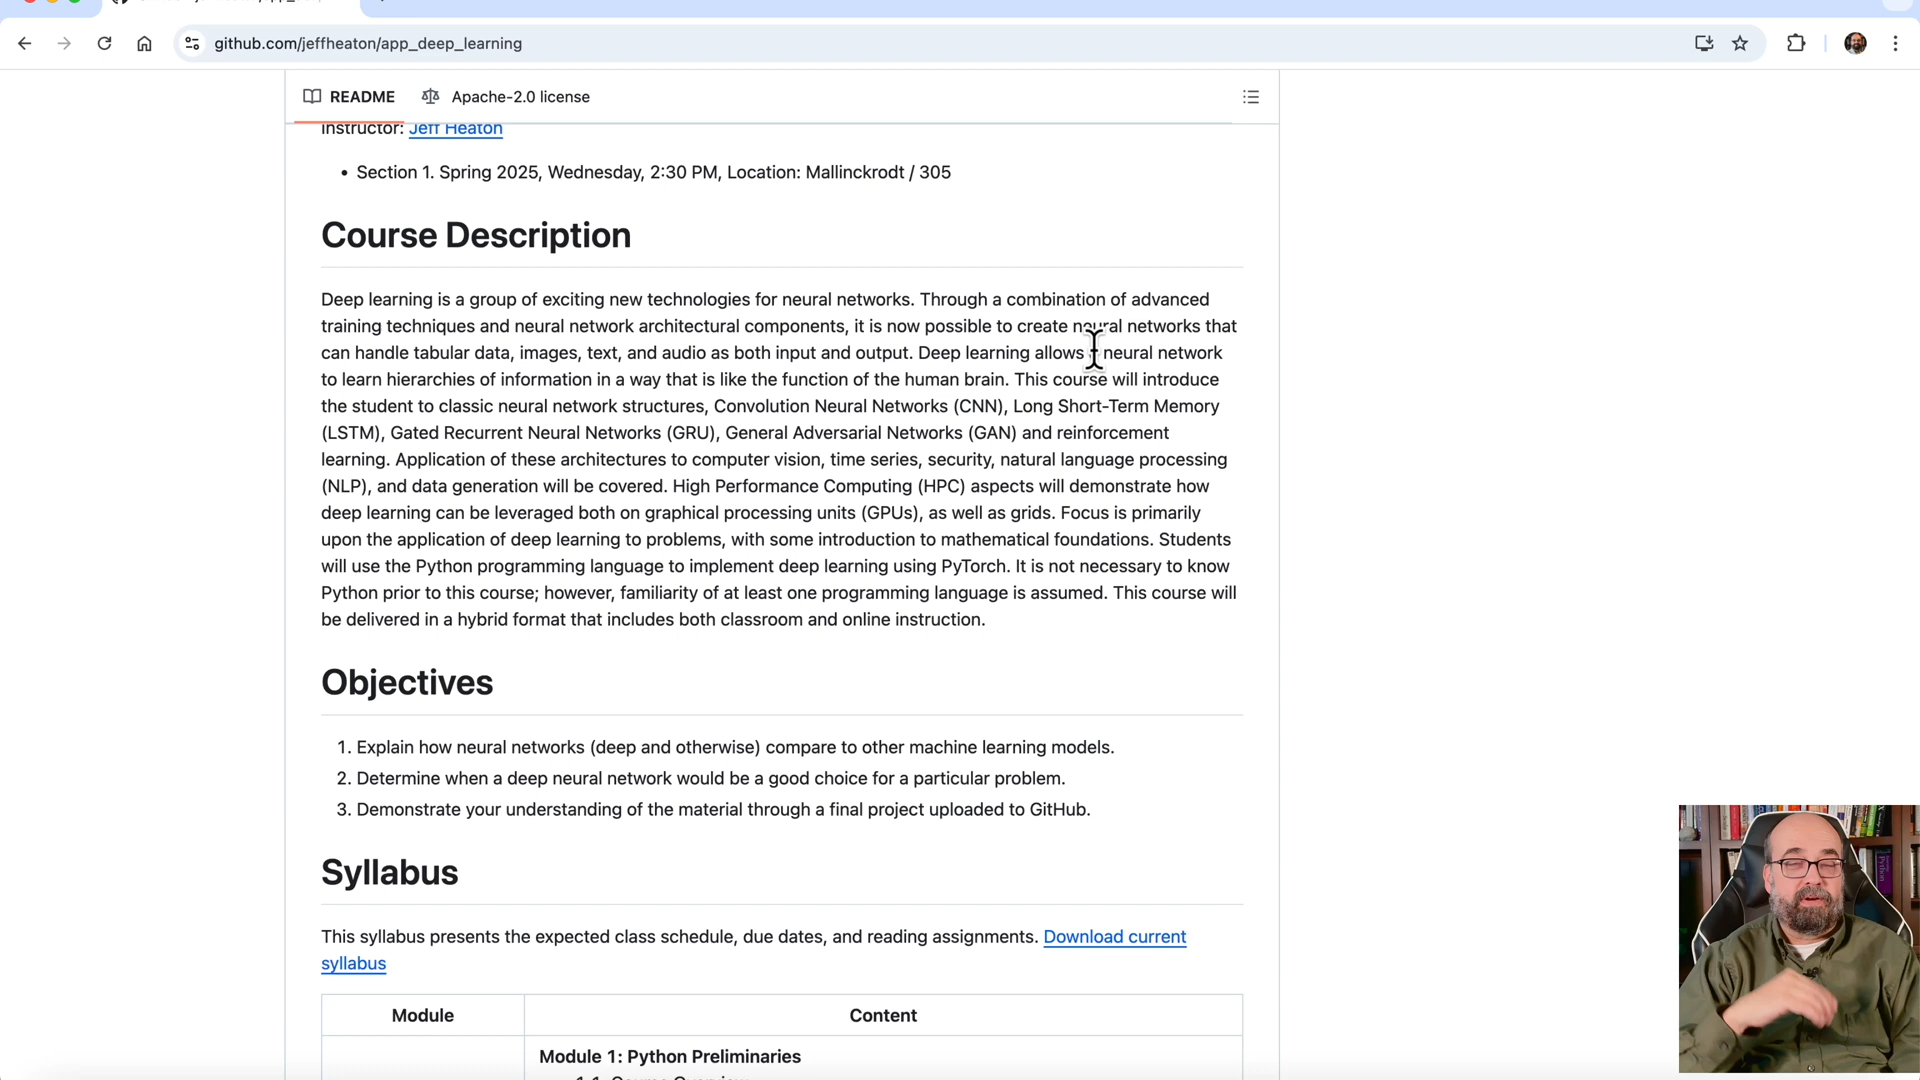 github.com/jeffheaton/app_deep_learning
README Apache-2.0 license
Instructor: Jeff Heaton
• Section 1. Spring 2025, Wednesday, 2:30 PM, Location: Mallinckrodt / 305
Course Description
Deep learning is a group of exciting new technologies for neural networks. Through a combination of advanced
training techniques and neural network architectural components, it is now possible to create neural networks that
can handle tabular data, images, text, and audio as both input and output. Deep learning allows a neural network
to learn hierarchies of information in a way that is like the function of the human brain. This course will introduce
the student to classic neural network structures, Convolution Neural Networks (CNN), Long Short-Term Memory
(LSTM), Gated Recurrent Neural Networks (GRU), General Adversarial Networks (GAN) and reinforcement
learning. Application of these architectures to computer vision, time series, security, natural language processing
(NLP), and data generation will be covered. High Performance Computing (HPC) aspects will demonstrate how
deep learning can be leveraged both on graphical processing units (GPUs), as well as grids. Focus is primarily
upon the application of deep learning to problems, with some introduction to mathematical foundations. Students
will use the Python programming language to implement deep learning using PyTorch. It is not necessary to know
Python prior to this course; however, familiarity of at least one programming language is assumed. This course will
be delivered in a hybrid format that includes both classroom and online instruction.
Objectives
1. Explain how neural networks (deep and otherwise) compare to other machine learning models.
2. Determine when a deep neural network would be a good choice for a particular problem.
3. Demonstrate your understanding of the material through a final project uploaded to GitHub.
Syllabus
This syllabus presents the expected class schedule, due dates, and reading assignments. Download current
syllabus
Module Content
Module 1: Python Preliminaries